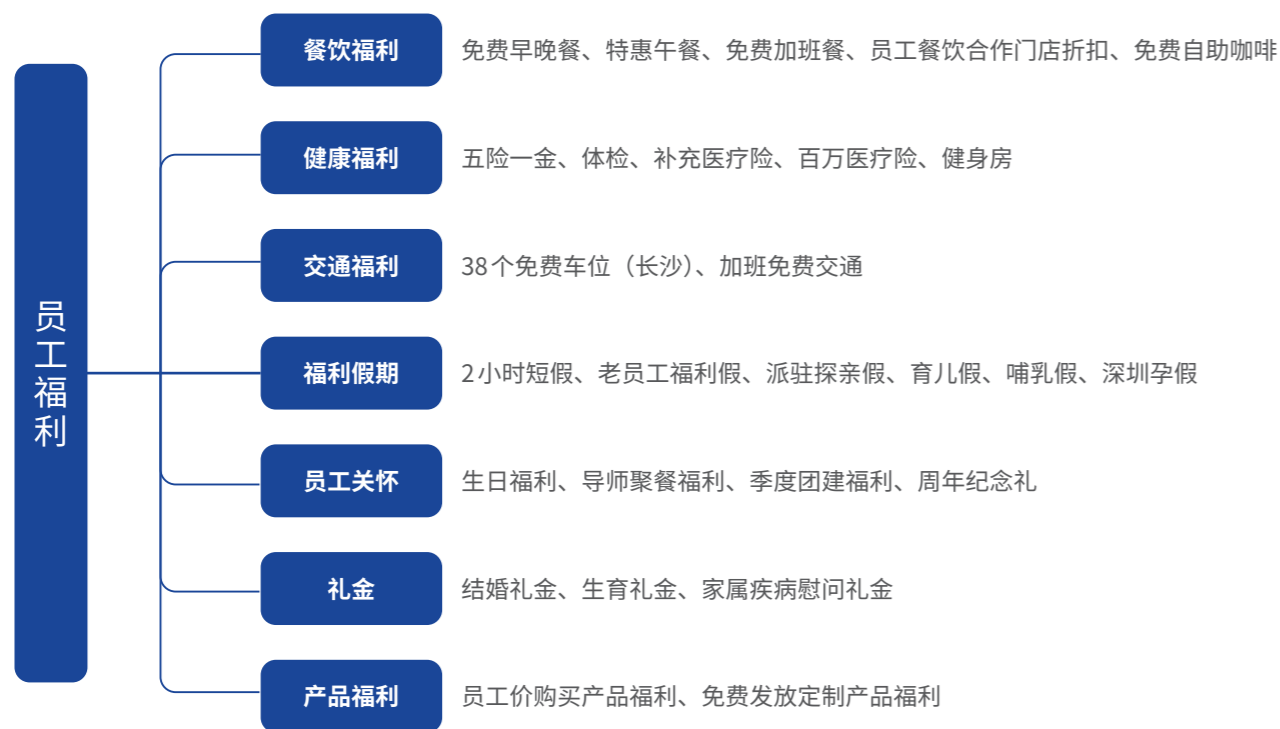 员工福利
餐饮福利
免费早晚餐、特惠午餐、免费加班餐、员工餐饮合作门店折扣、免费自助咖啡
健康福利
五险一金、体检、补充医疗险、百万医疗险、健身房
交通福利
38个免费车位（长沙）、加班免费交通
福利假期
2小时短假、老员工福利假、派驻探亲假、育儿假、哺乳假、深圳孕假
员工关怀
生日福利、导师聚餐福利、季度团建福利、周年纪念礼
礼金
结婚礼金、生育礼金、家属疾病慰问礼金
产品福利
员工价购买产品福利、免费发放定制产品福利